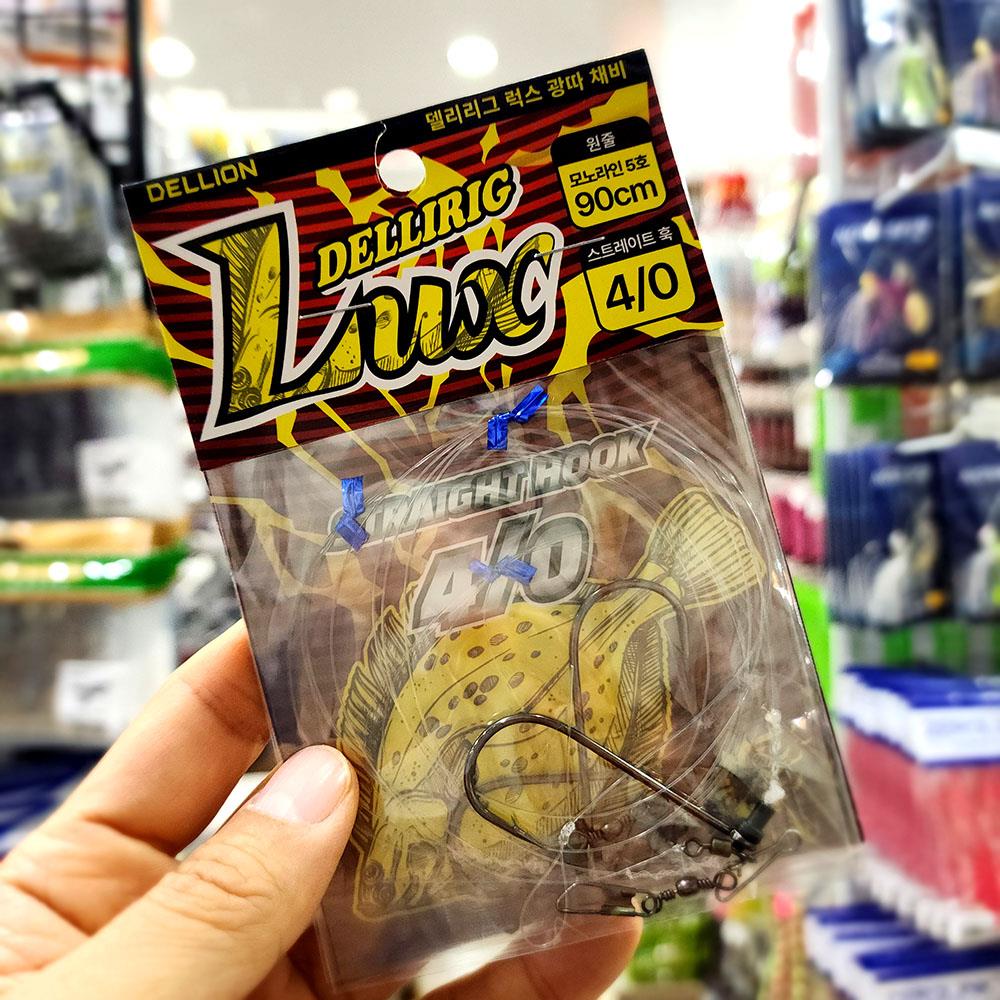 델리리그 럭스 광따 채비
DELLION
DELLIRIG
Lux
원줄
모노라인 5호
90cm
스트레이트 훅
4/0
STRAIGHT HOOK
4/0